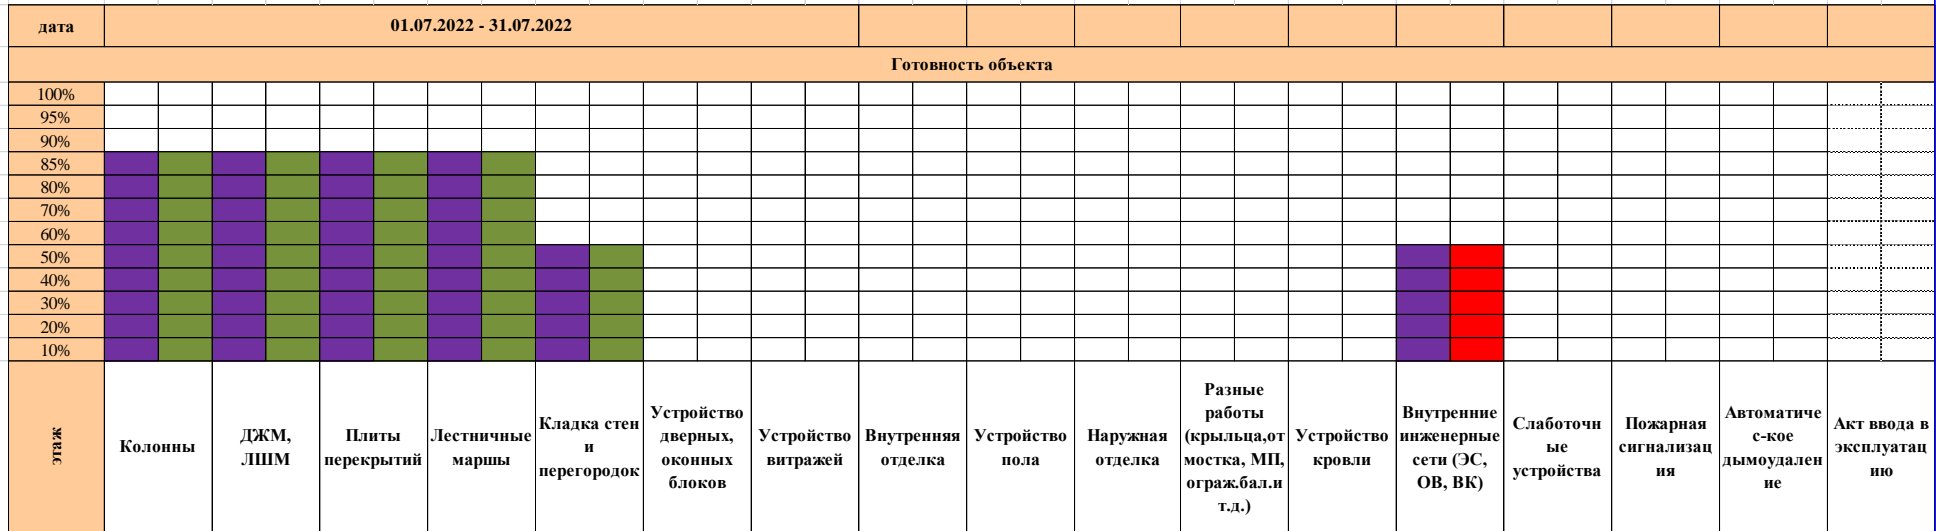 дата
01.07.2022 - 31.07.2022
Готовность объекта
100%
95%
90%
85%
80%
70%
60%
50%
40%
30%
20%
10%
этаж
Колонны
ДЖМ,
ЛШМ
Плиты
перекрытий
Лестничные
марши
Кладка стен
и
перегородок
Устройство
дверных,
оконных
блоков
Устройство
витражей
Внутренняя
отделка
Устройство
пола
Наружная
отделка
Разные
работы
(крыльца,от
мостка, МП,
ограж.бал.и
т.д.)
Устройство
кровли
Внутренние
инженерные
сети (ЭС,
ОВ, ВК)
Слаботочн
ые
устройства
Пожарная
сигнализац
ия
Автоматиче
с-кое
дымоудален
ие
Акт ввода в
эксплуатац
ию